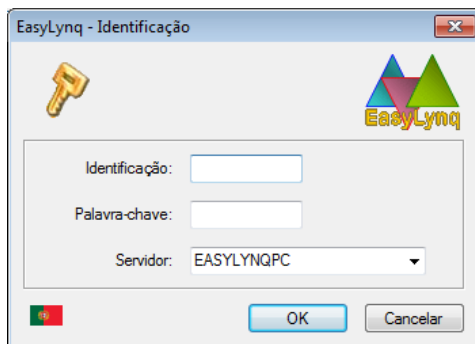 EasyLynq - Identificação
EasyLynq
Identificação:
Palavra-chave:
Servidor: EASYLYNQPC
OK Cancelar